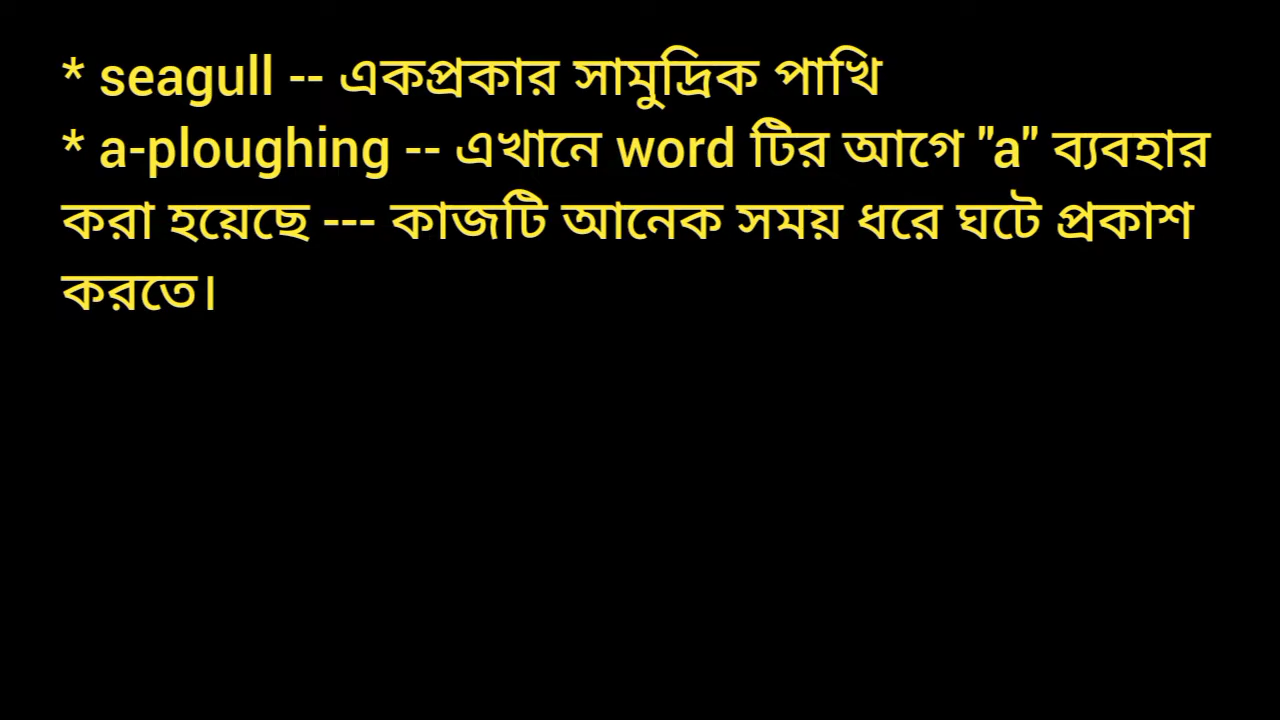 * seagull -- একপ্রকার সামুদ্রিক পাখি
* a-ploughing -- এখানে word টির আগে "a" ব্যবহার
করা হয়েছে --- কাজটি আনেক সময় ধরে ঘটে প্রকাশ
করতে।